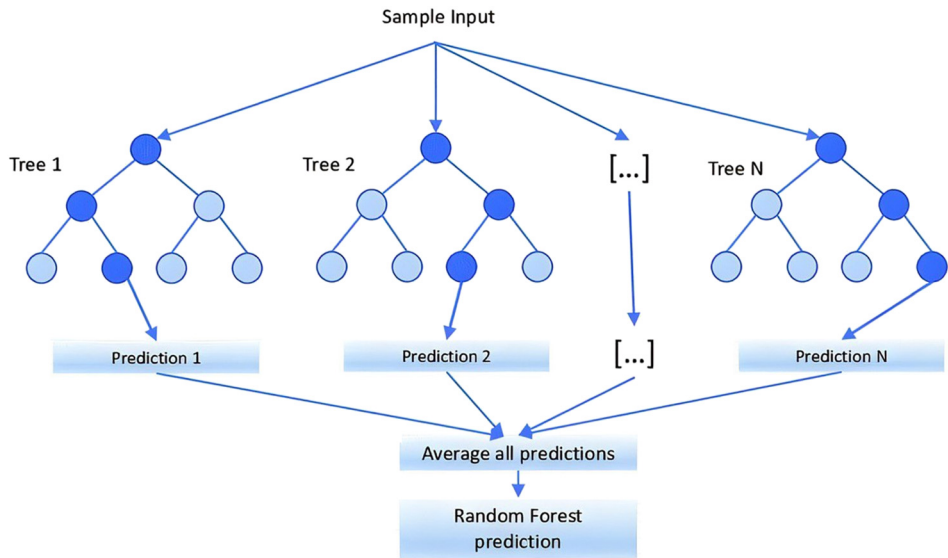 Sample Input
Tree 1
Tree 2
[...]
Tree N
Prediction 1
Prediction 2
[...]
Prediction N
Average all predictions
Random Forest
prediction